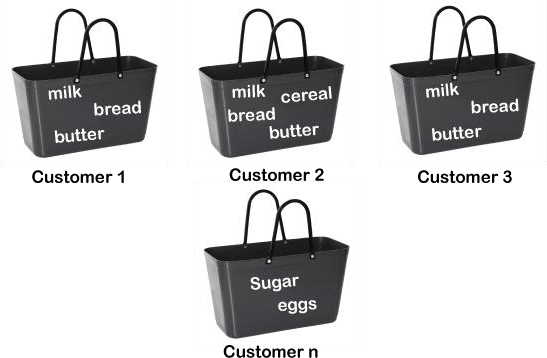 milk
bread
butter
Customer 1
milk cereal
bread
butter
Customer 2
milk
bread
butter
Customer 3
Sugar
eggs
Customer n